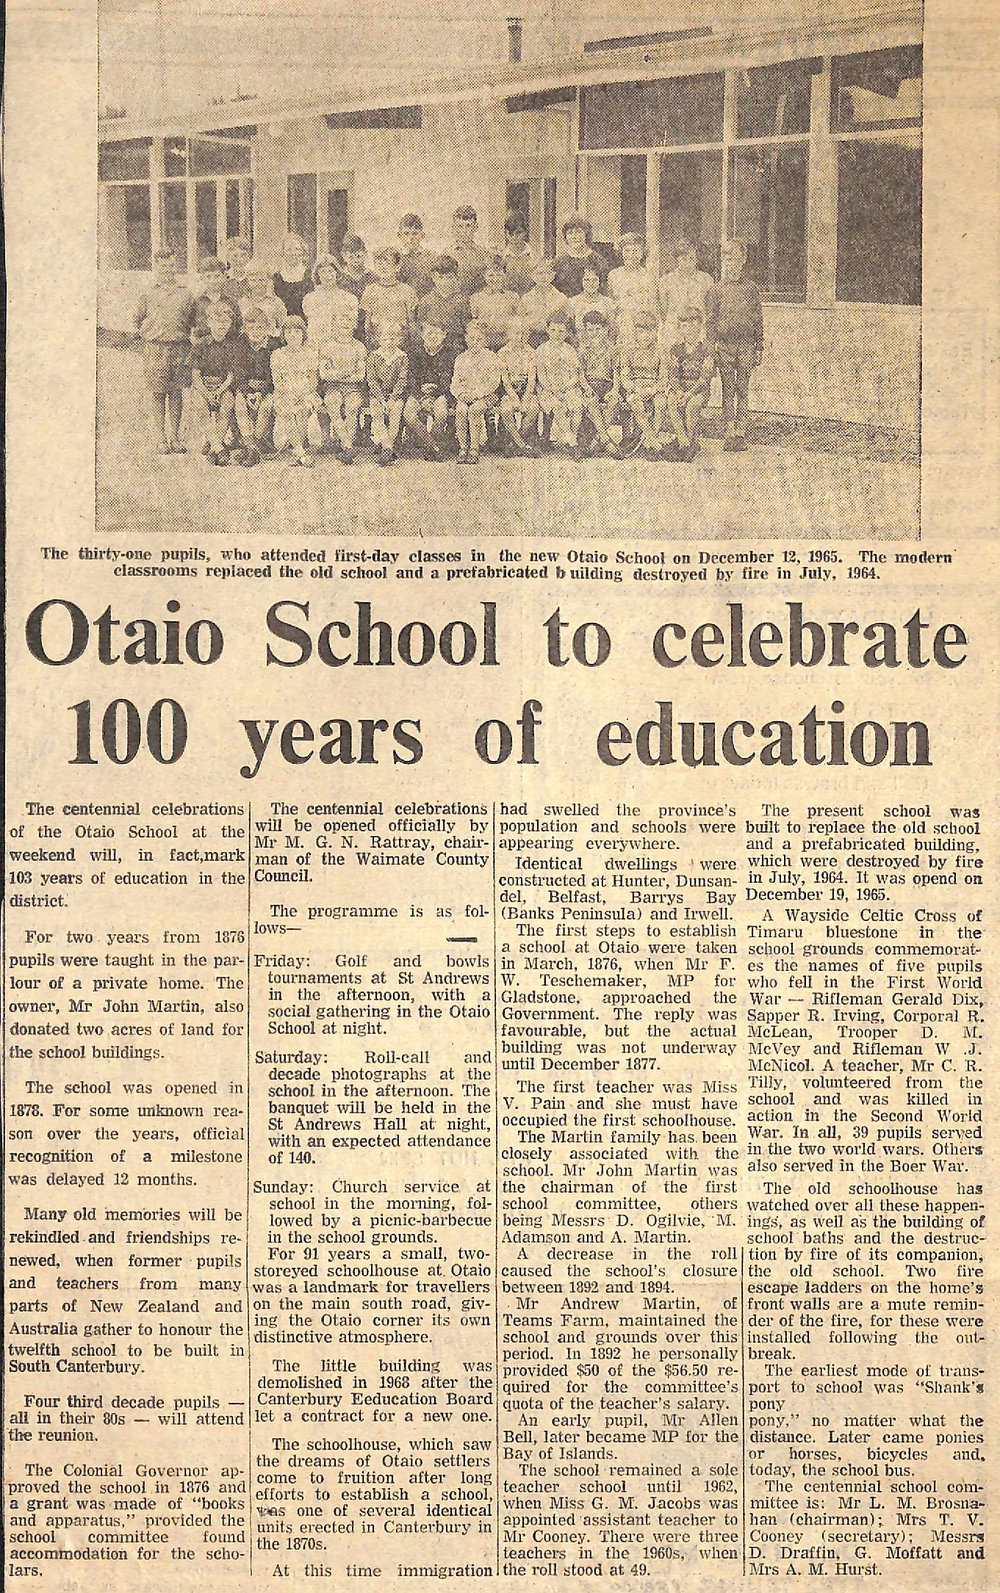 The thirty-one pupils, who attended first-day classes in the new Otaio School on December 12, 1965. The modern
classrooms replaced the old school and a prefabricated b uilding destroyed by fire in July, 1964.
Otaio School to celebrate
100 years of education
The centennial celebrations
of the Otaio School at the
weekend will, in fact,mark
103 years of education in the
district.
For two years from 1876
pupils were taught in the par-
lour of a private home. The
owner, Mr John Martin, also
donated two acres of land for
the school buildings.
The school was opened in
1878. For some unknown rea-
son over the years, official
recognition of a milestone
was delayed 12 months.
Many old memories will be
rekindled and friendships re-
newed, when former pupils
and teachers from many
parts of New Zealand and
Australia gather to honour the
twelfth school to be built in
South Canterbury.
Four third decade pupils —
all in their 80s — will attend
the reunion.
The Colonial Governor ap-
proved the school in 1876 and
a grant was made of "books
and apparatus," provided the
school committee found
accommodation for the scho-
lars.
The centennial celebrations
will be opened officially by
Mr M. G. N. Rattray, chair-
man of the Waimate County
Council.
The programme is as fol-
lows—
Friday: Golf and bowls
tournaments at St Andrews
in the afternoon, with a
social gathering in the Otaio
School at night.
Saturday: Roll-call and
decade photographs at the
school in the afternoon. The
banquet will be held in the
St Andrews Hall at night,
with an expected attendance
of 140.
Sunday: Church service at
school in the morning, fol-
lowed by a picnic-barbecue
in the school grounds.
For 91 years a small, two-
storeyed schoolhouse at Otaio
was a landmark for travellers
on the main south road, giv-
ing the Otaio corner its own
distinctive atmosphere.
The little building was
demolished in 1968 after the
Canterbury Eeducation Board
let a contract for a new one.
The schoolhouse, which saw
the dreams of Otaio settlers
come to fruition after long
efforts to establish a school,
was one of several identical
units erected in Canterbury in
the 1870s.
At this time immigration
had swelled the province's
population and schools were
appearing everywhere.
Identical dwellings were
constructed at Hunter, Dunsan-
del, Belfast, Barrys Bay
(Banks Peninsula) and Irwell.
The first steps to establish
a school at Otaio were taken
in March, 1876, when Mr F.
W. Teschemaker, MP for
Gladstone, approached the
Government. The reply was
favourable, but the actual
building was not underway
until December 1877.
The first teacher was Miss
V. Pain and she must have
occupied the first schoolhouse.
The Martin family has been
closely associated with the
school. Mr John Martin was
the chairman of the first
school committee, others
being Messrs D. Ogilvie, M.
Adamson and A. Martin.
A decrease in the roll
caused the school's closure
between 1892 and 1894.
Mr Andrew Martin, of
Teams Farm, maintained the
school and grounds over this
period. In 1892 he personally
provided $50 of the $56.50 re-
quired for the committee's
quota of the teacher's salary.
An early pupil, Mr Allen
Bell, later became MP for the
Bay of Islands.
The school remained a sole
teacher school until 1962,
when Miss G. M. Jacobs was
appointed assistant teacher to
Mr Cooney. There were three
teachers in the 1960s, when
the roll stood at 49.
The present school was
built to replace the old school
and a prefabricated building,
which were destroyed by fire
in July, 1964. It was opend on
December 19, 1965.
A Wayside Celtic Cross of
Timaru bluestone in the
school grounds commemorat-
es the names of five pupils
who fell in the First World
War — Rifleman Gerald Dix,
Sapper R. Irving, Corporal R.
McLean, Trooper D. M.
McVey and Rifleman W .J.
McNicol. A teacher, Mr C. R.
Tilly, volunteered from the
school and was killed in
action in the Second World
War. In all, 39 pupils served
in the two world wars. Others
also served in the Boer War.
The old schoolhouse has
watched over all these happen-
ings, as well as the building of
school baths and the destruc-
tion by fire of its companion,
the old school. Two fire
escape ladders on the home's
front walls are a mute remin-
der of the fire, for these were
installed following the out-
break.
The earliest mode of trans-
port to school was "Shank's
pony
pony," no matter what the
distance. Later came ponies
or horses, bicycles and,
today, the school bus.
The centennial school com-
mittee is: Mr L. M. Brosna-
han (chairman); Mrs T. V.
Cooney (secretary); Messrs
D. Draffin, G. Moffatt and
Mrs A. M. Hurst.